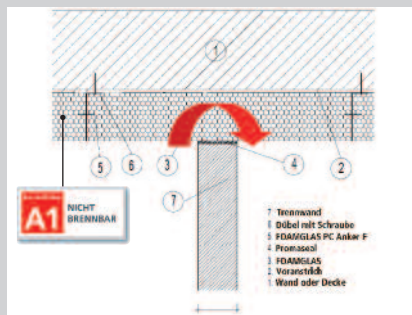 1
5
6
3
4
2
7
A1
NICHT
BRENNBAR
7 Trennwand
6 Dübel mit Schraube
5 FOAMGLAS PC Anker F
4 Promaseal
3 FOAMGLAS
2 Voranstrich
1 Wand oder Decke